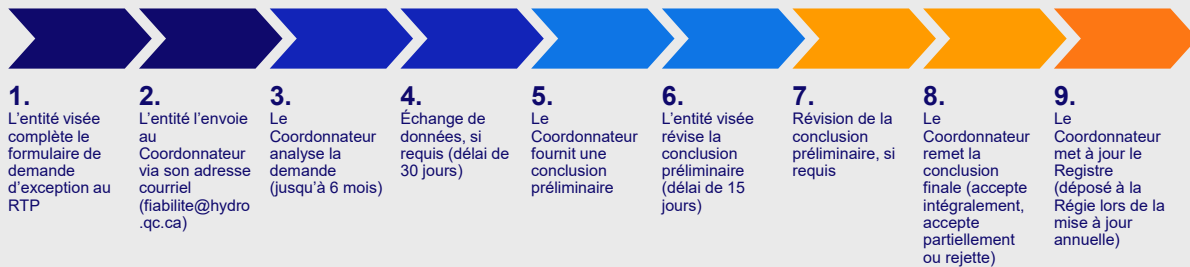 1.
L'entité visée
complète le
formulaire de
demande
d'exception au
RTP
2.
L'entité l'envoie
au
Coordonnateur
via son adresse
courriel
(fiabilite@hydro
.qc.ca)
3.
Le
Coordonnateur
analyse la
demande
(jusqu'à 6 mois)
4.
Échange de
données, si
requis (délai de
30 jours)
5.
Le
Coordonnateur
fournit une
conclusion
préliminaire
6.
L'entité visée
révise la
conclusion
préliminaire
(délai de 15
jours)
7.
Révision de la
conclusion
préliminaire, si
requis
8.
Le
Coordonnateur
remet la
conclusion
finale (accepte
intégralement,
accepte
partiellement
ou rejette)
9.
Le
Coordonnateur
met à jour le
Registre
(déposé à la
Régie lors de la
mise à jour
annuelle)